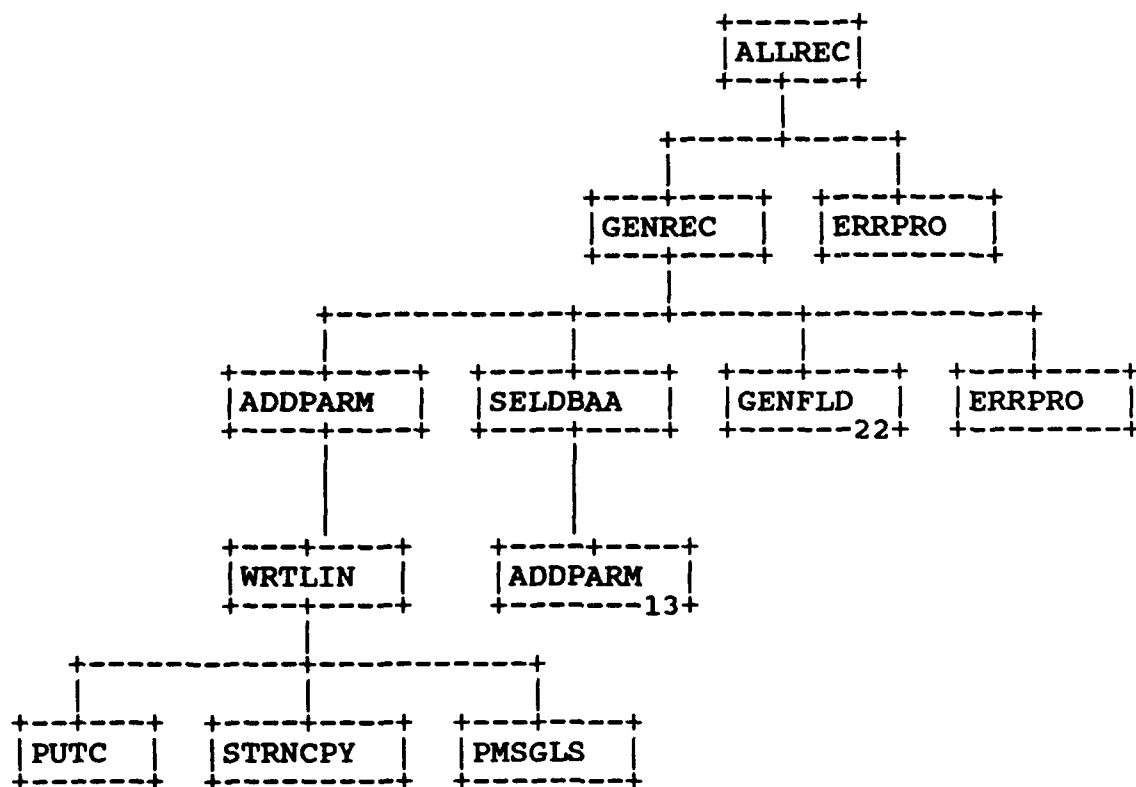 ALLREC
GENREC ERRPRO
ADDPARM SELDBAA GENFLD ERRPRO
22
WRTLIN ADDPARM
13
PUTC STRNCPY PMSGLS